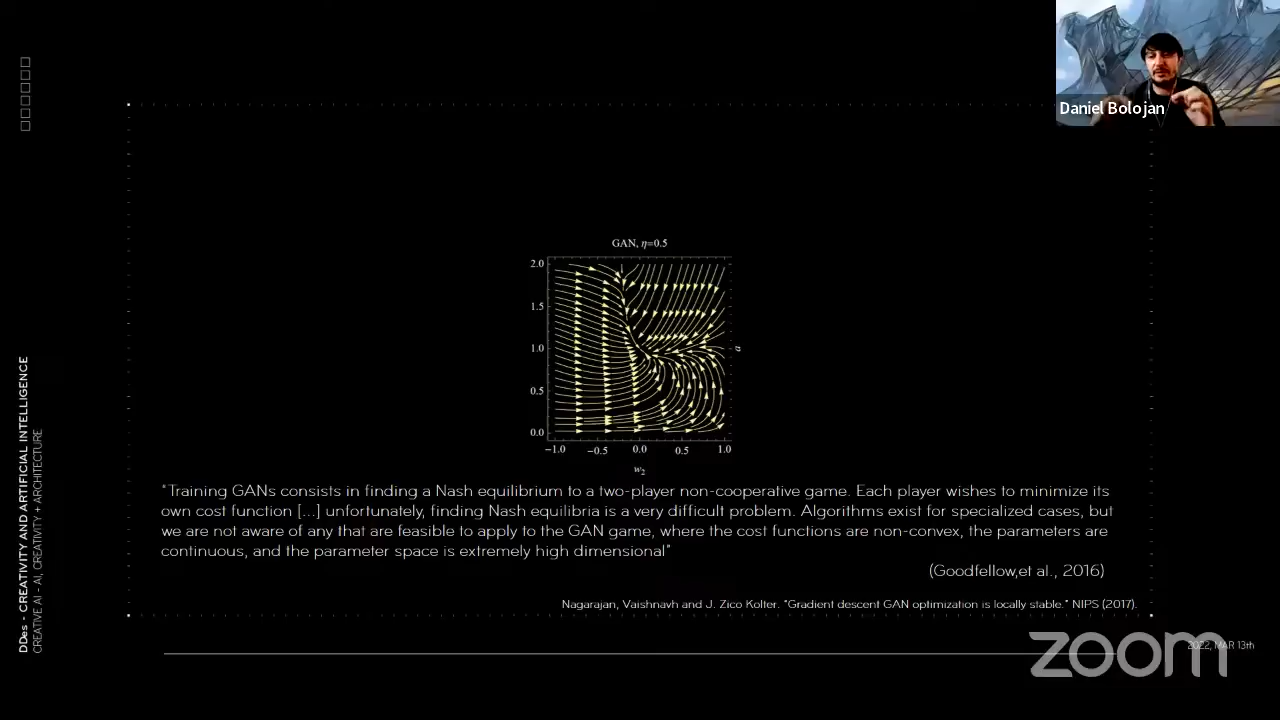 Daniel Bolojan
GAN, η=0.5
2.0
1.5
1.0
0.5
0.0
−1.0 −0.5 0.0 0.5 1.0
w₂
a
“Training GANs consists in finding a Nash equilibrium to a two-player non-cooperative game. Each player wishes to minimize its
own cost function [...] unfortunately, finding Nash equilibria is a very difficult problem. Algorithms exist for specialized cases, but
we are not aware of any that are feasible to apply to the GAN game, where the cost functions are non-convex, the parameters are
continuous, and the parameter space is extremely high dimensional”
(Goodfellow,et al., 2016)
Nagarajan, Vaishnavh and J. Zico Kolter. “Gradient descent GAN optimization is locally stable.” NIPS (2017).
DDes - CREATIVITY AND ARTIFICIAL INTELLIGENCE
CREATIVE AI - AI, CREATIVITY + ARCHITECTURE
2022, MAR 13th
zoom